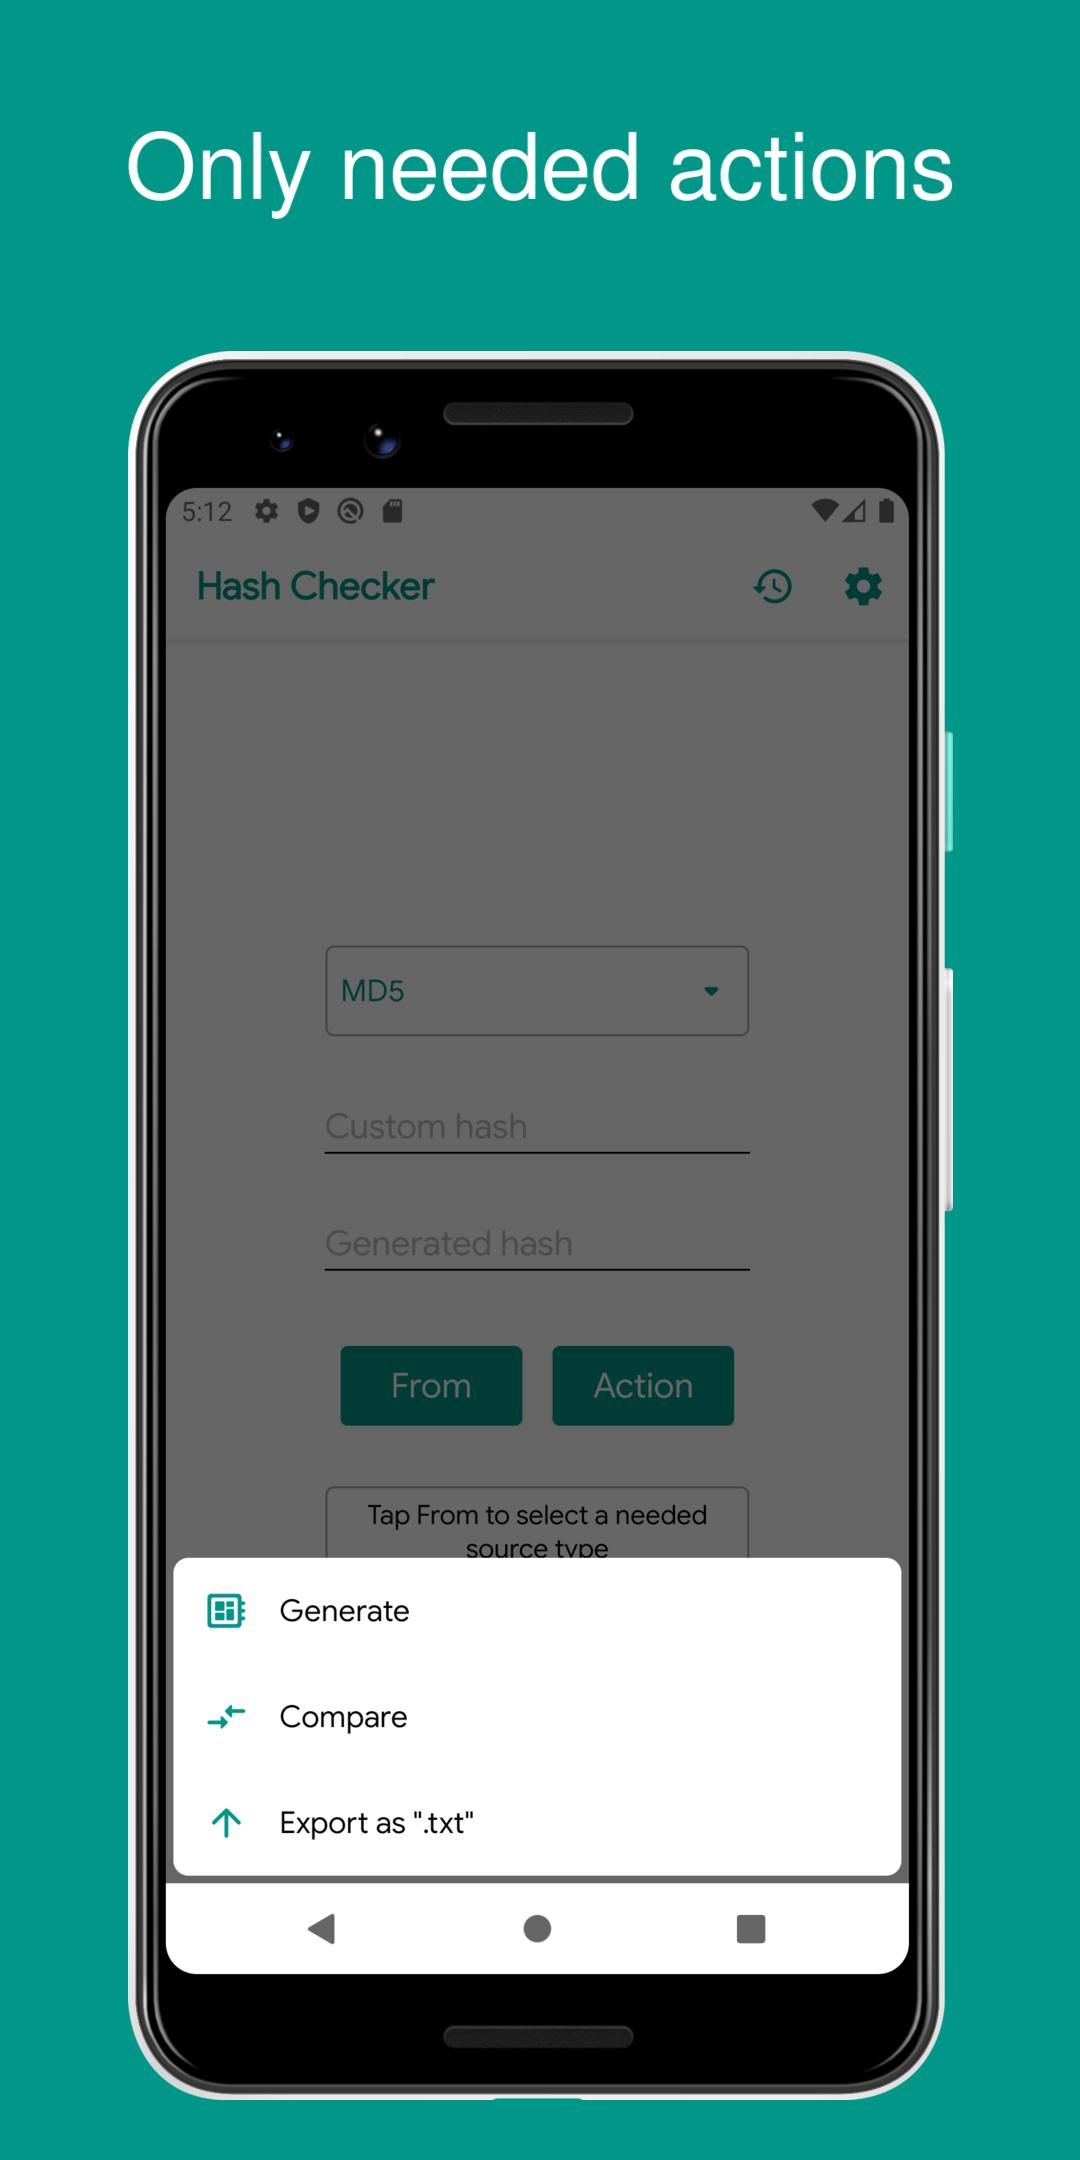 Only needed actions
5:12
Hash Checker
MD5
Custom hash
Generated hash
From
Action
Tap From to select a needed
source type
Generate
Compare
Export as ".txt"